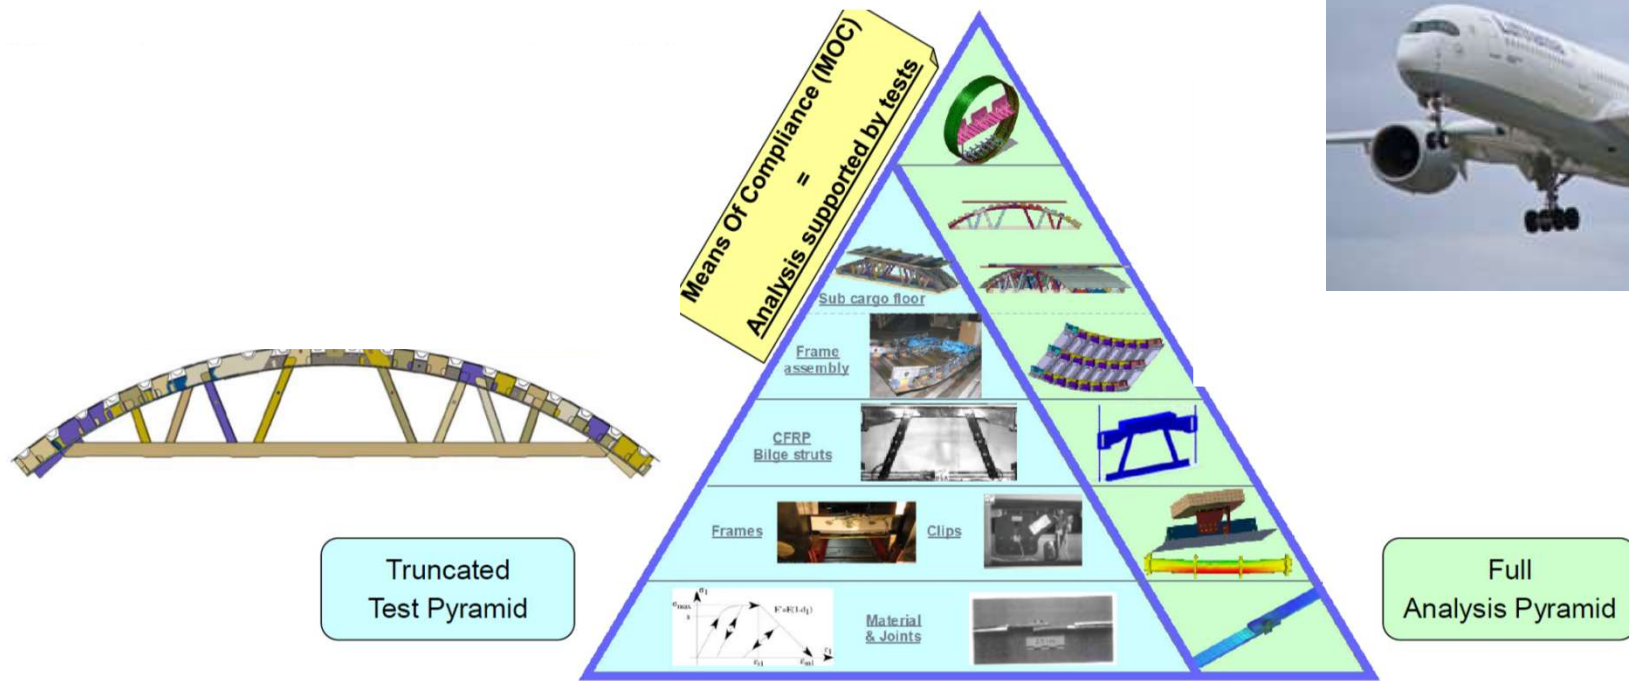 Means Of Compliance (MOC)
=
Analysis supported by tests
Lufthansa
Sub cargo floor
Frame
assembly
CFRP
Bilge struts
Frames
Clips
Material
& Joints
Truncated
Test Pyramid
Full
Analysis Pyramid